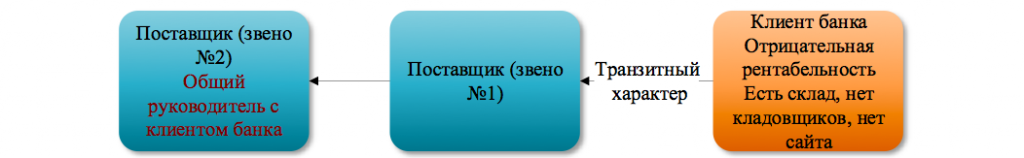 Поставщик (звено
№2)
Общий
руководитель с
клиентом банка
Поставщик (звено
№1)
Транзитный
характер
Клиент банка
Отрицательная
рентабельность
Есть склад, нет
кладовщиков, нет
сайта